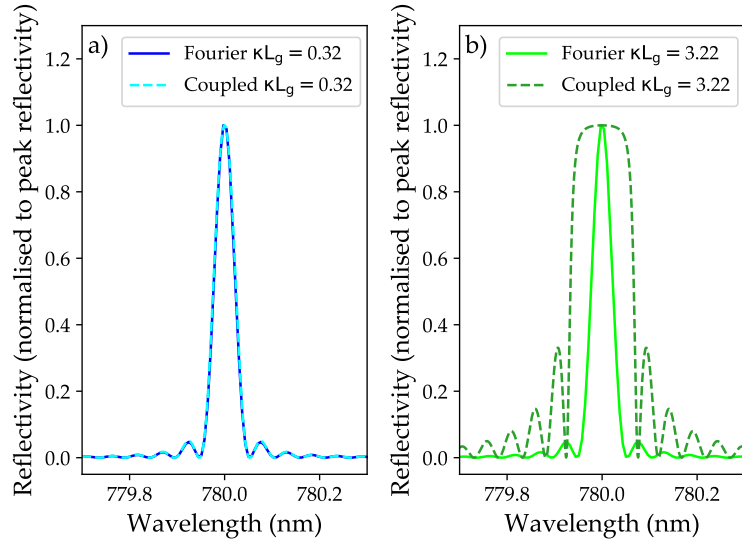 a)
Fourier κL_g = 0.32
Coupled κL_g = 0.32
Reflectivity (normalised to peak reflectivity)
1.2
1.0
0.8
0.6
0.4
0.2
0.0
779.8 780.0 780.2
Wavelength (nm)
b)
Fourier κL_g = 3.22
Coupled κL_g = 3.22
Reflectivity (normalised to peak reflectivity)
1.2
1.0
0.8
0.6
0.4
0.2
0.0
779.8 780.0 780.2
Wavelength (nm)